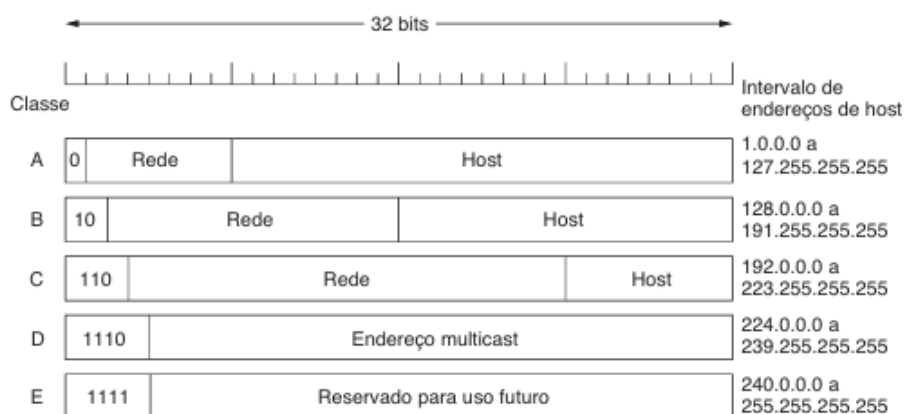 32 bits
Classe
Intervalo de
endereços de host
A 0 Rede Host 1.0.0.0 a
127.255.255.255
B 10 Rede Host 128.0.0.0 a
191.255.255.255
C 110 Rede Host 192.0.0.0 a
223.255.255.255
D 1110 Endereço multicast 224.0.0.0 a
239.255.255.255
E 1111 Reservado para uso futuro 240.0.0.0 a
255.255.255.255